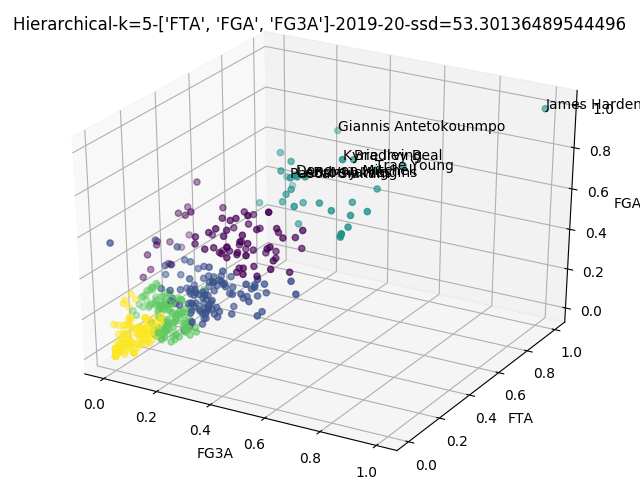 Hierarchical-k=5-['FTA', 'FGA', 'FG3A']-2019-20-ssd=53.30136489544496
James Harden
Giannis Antetokounmpo
Kyrie Irving
Bradley Beal
Trae Young
Donovan Mitchell
1.0
0.8
0.6
0.4
0.2
0.0
FGA
0.0
0.2
0.4
0.6
0.8
1.0
FG3A
0.0
0.2
0.4
0.6
0.8
1.0
FTA